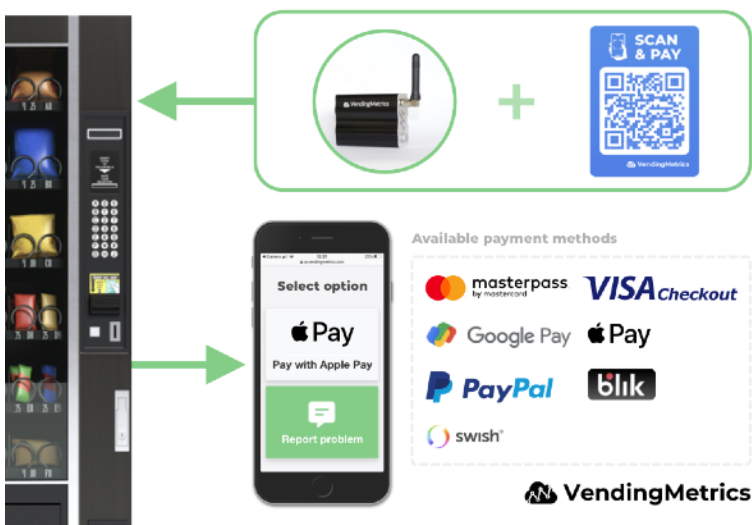 SCAN
& PAY
VendingMetrics
VendingMetrics
Select option
Pay
Pay with Apple Pay
Report problem
Available payment methods
masterpass
by mastercard
VISA Checkout
Google Pay
Pay
PayPal
blik
swish
VendingMetrics